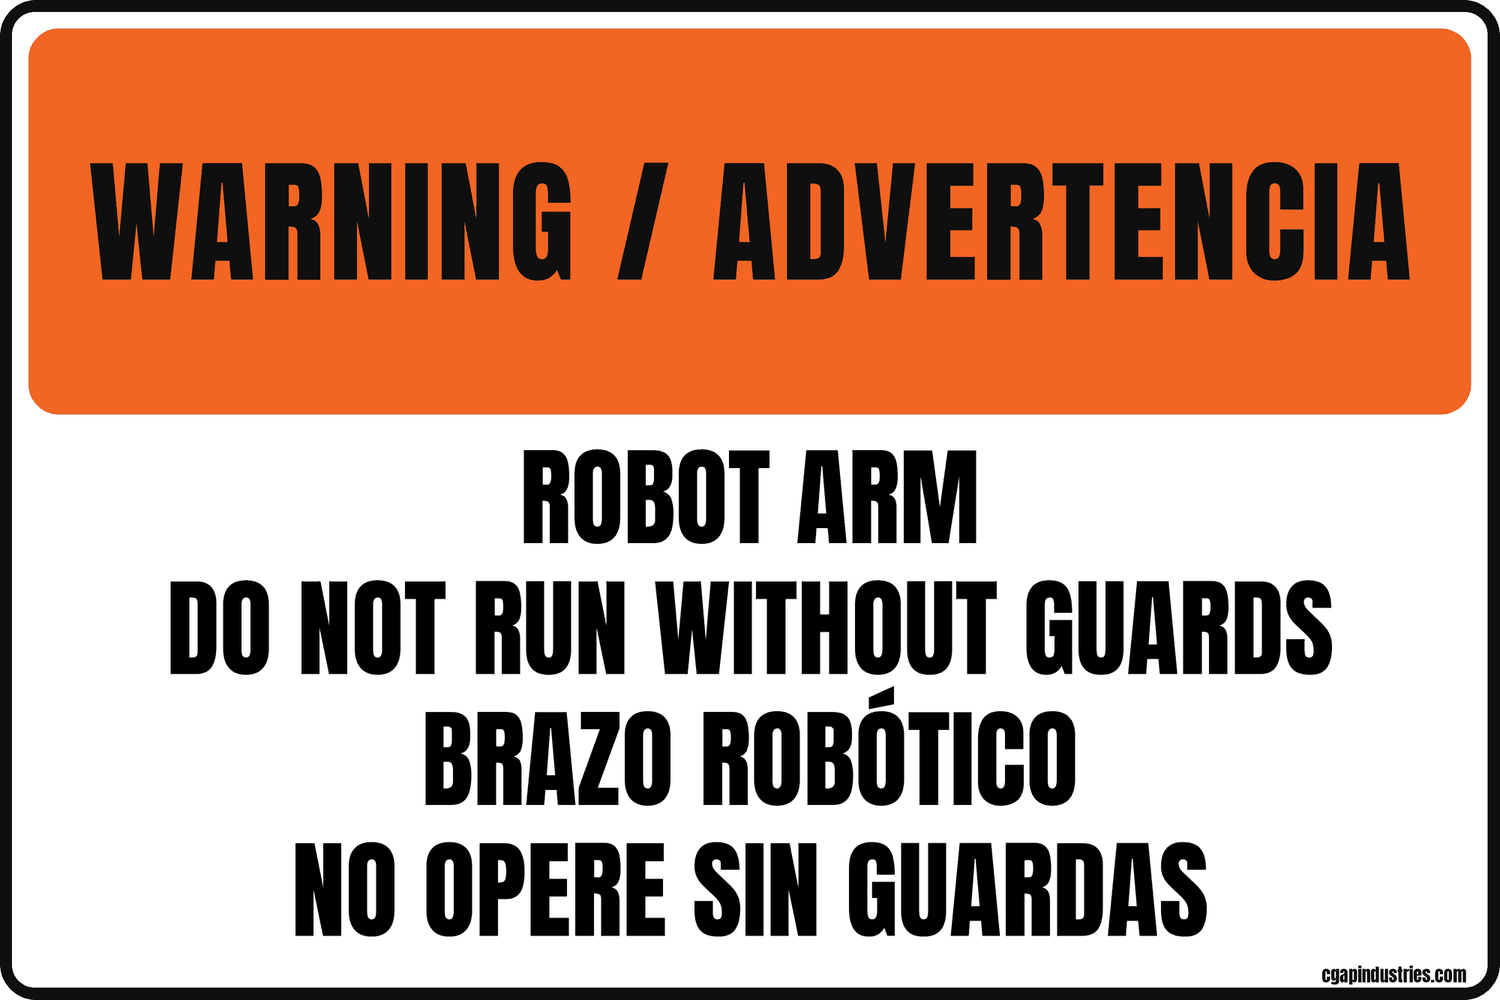 WARNING / ADVERTENCIA
ROBOT ARM
DO NOT RUN WITHOUT GUARDS
BRAZO ROBÓTICO
NO OPERE SIN GUARDAS
cgapindustries.com